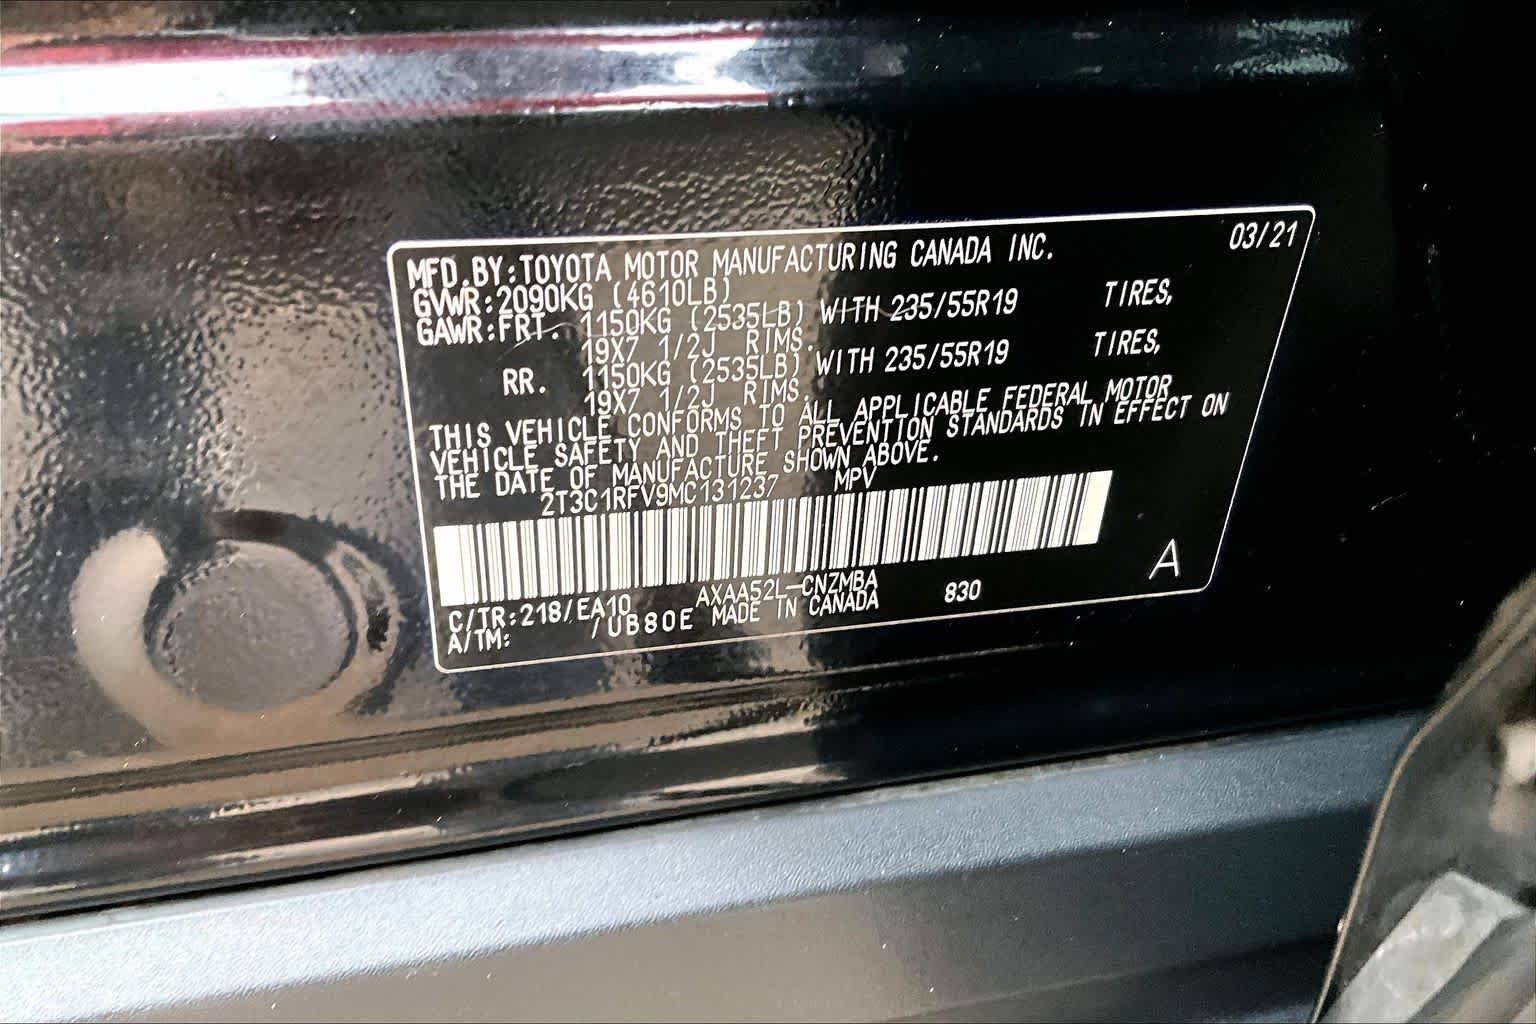 03/21
MFD.BY:TOYOTA MOTOR MANUFACTURING CANADA INC.
GVWR:2090KG (4610LB)
GAWR:FRT. 1150KG (2535LB) WITH 235/55R19 TIRES,
19X7 1/2J RIMS.
RR. 1150KG (2535LB) WITH 235/55R19 TIRES,
19X7 1/2J RIMS.
THIS VEHICLE CONFORMS TO ALL APPLICABLE FEDERAL MOTOR
VEHICLE SAFETY AND THEFT PREVENTION STANDARDS IN EFFECT ON
THE DATE OF MANUFACTURE SHOWN ABOVE.
2T3C1RFV9MC131237 MPV
AXAA52L-CNZMBA 830 A
C/TR:218/EA10 MADE IN CANADA
A/TM: /UB80E